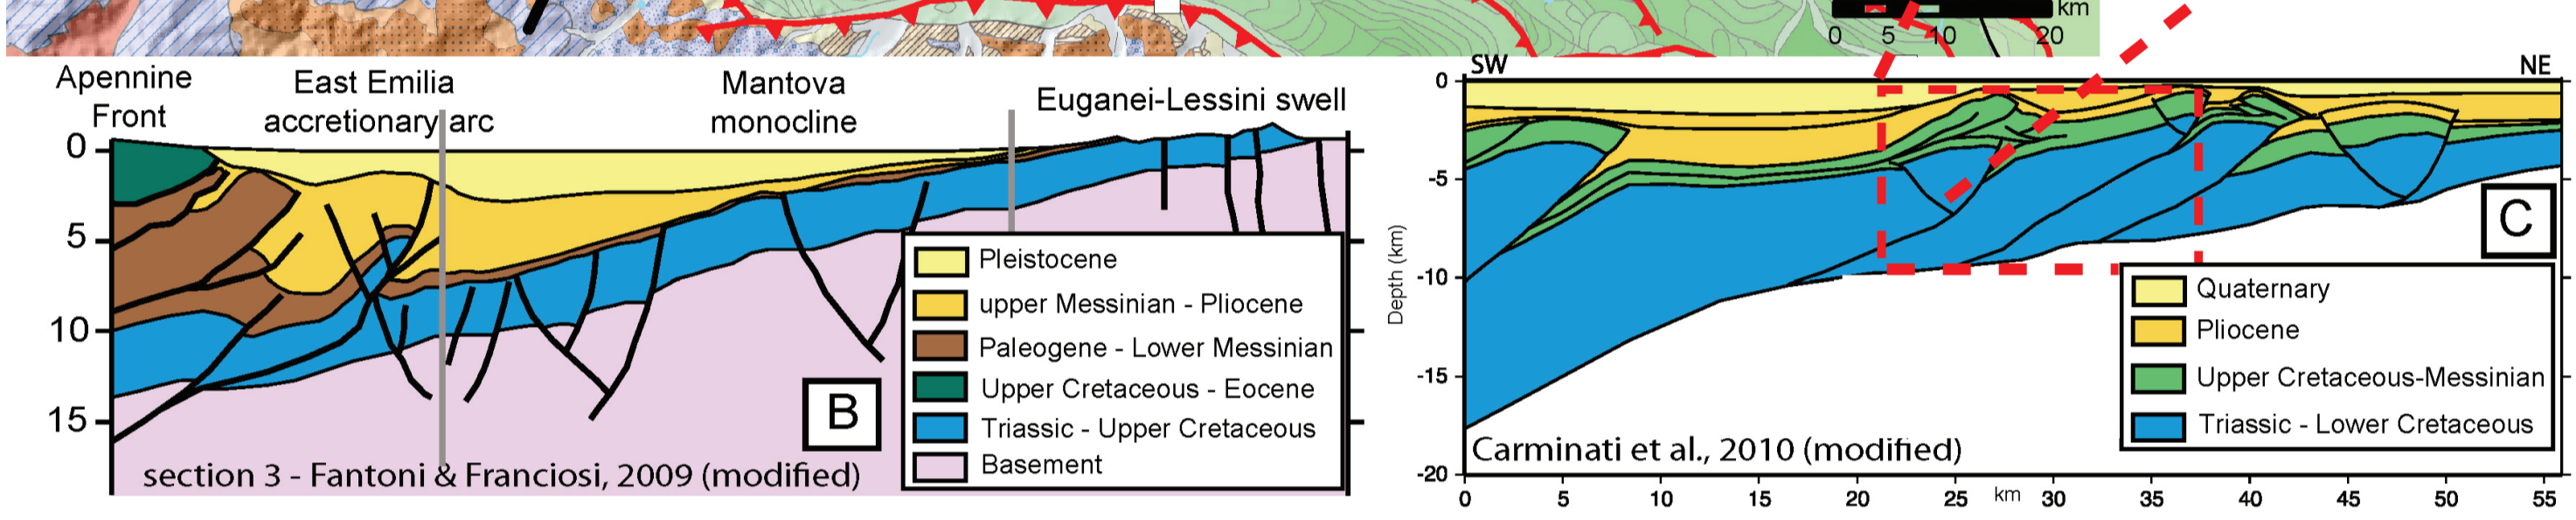 km
0 5 10 20
Apennine
Front
East Emilia
accretionary arc
Mantova
monocline
Euganei-Lessini swell
0
5
10
15
Pleistocene
upper Messinian - Pliocene
Paleogene - Lower Messinian
Upper Cretaceous - Eocene
Triassic - Upper Cretaceous
Basement
B
section 3 - Fantoni & Franciosi, 2009 (modified)
SW
NE
0
-5
-10
-15
-20
Depth (km)
C
Quaternary
Pliocene
Upper Cretaceous-Messinian
Triassic - Lower Cretaceous
Carminati et al., 2010 (modified)
0 5 10 15 20 25 km 30 35 40 45 50 55